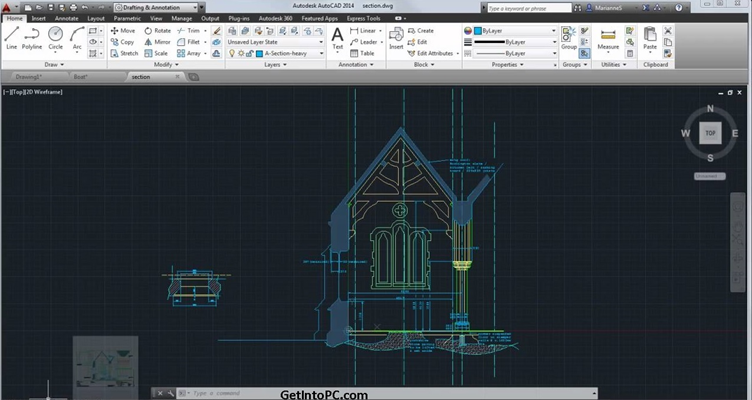 Drafting & Annotation
Autodesk AutoCAD 2014 section.dwg
Type a keyword or phrase
MarianneS
Home Insert Annotate Layout Parametric View Manage Output Plug-ins Autodesk 360 Featured Apps Express Tools
Line Polyline Circle Arc
Move Rotate Trim
Copy Mirror Fillet
Stretch Scale Array
Unsaved Layer State
A-Section-heavy
Text
Linear
Leader
Table
Insert
Create
Edit
Edit Attributes
ByLayer
ByLayer
ByLayer
Group
Measure
Paste
Draw Modify Layers Annotation Block Properties Groups Utilities Clipboard
Drawing1* Boat* section
[-][Top][2D Wireframe]
N
W TOP E
S
Unnamed
Type a command
GetIntoPC.com